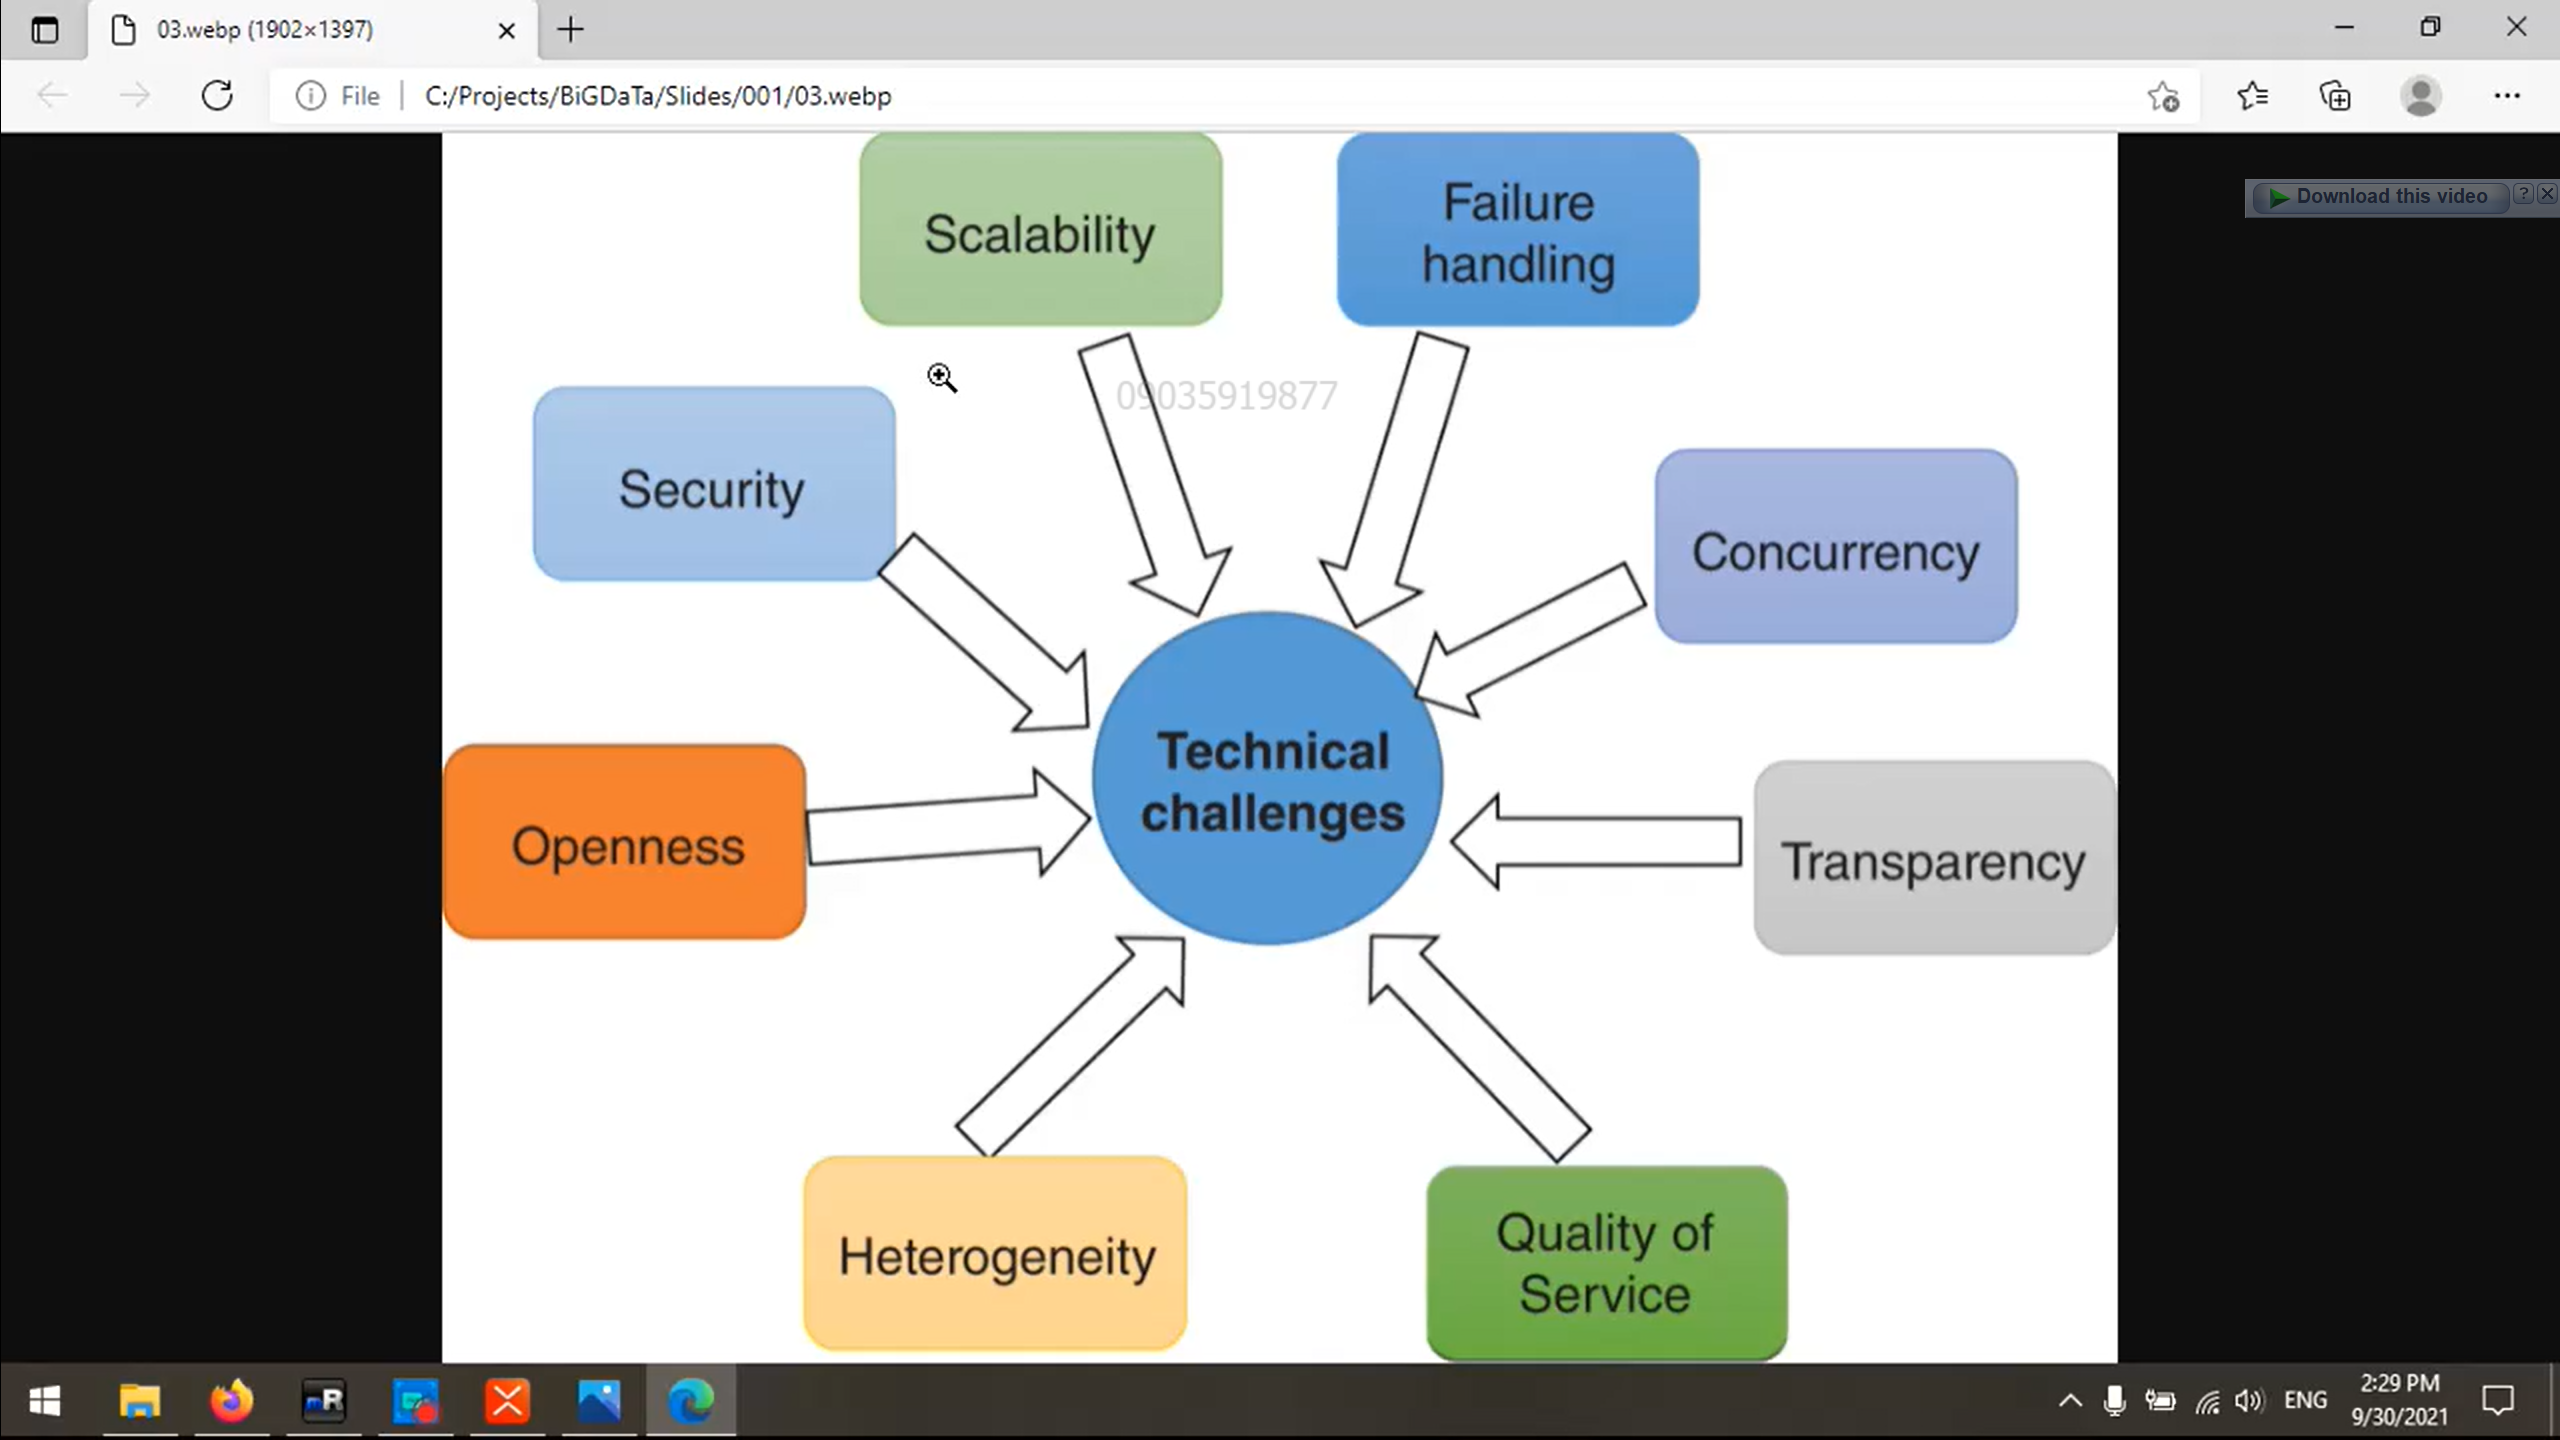 03.webp (1902×1397)
File
C:/Projects/BiGDaTa/Slides/001/03.webp
Download this video
?
Scalability
Failure
handling
09035919877
Security
Concurrency
Technical
challenges
Openness
Transparency
Heterogeneity
Quality of
Service
mR
ENG
2:29 PM
9/30/2021